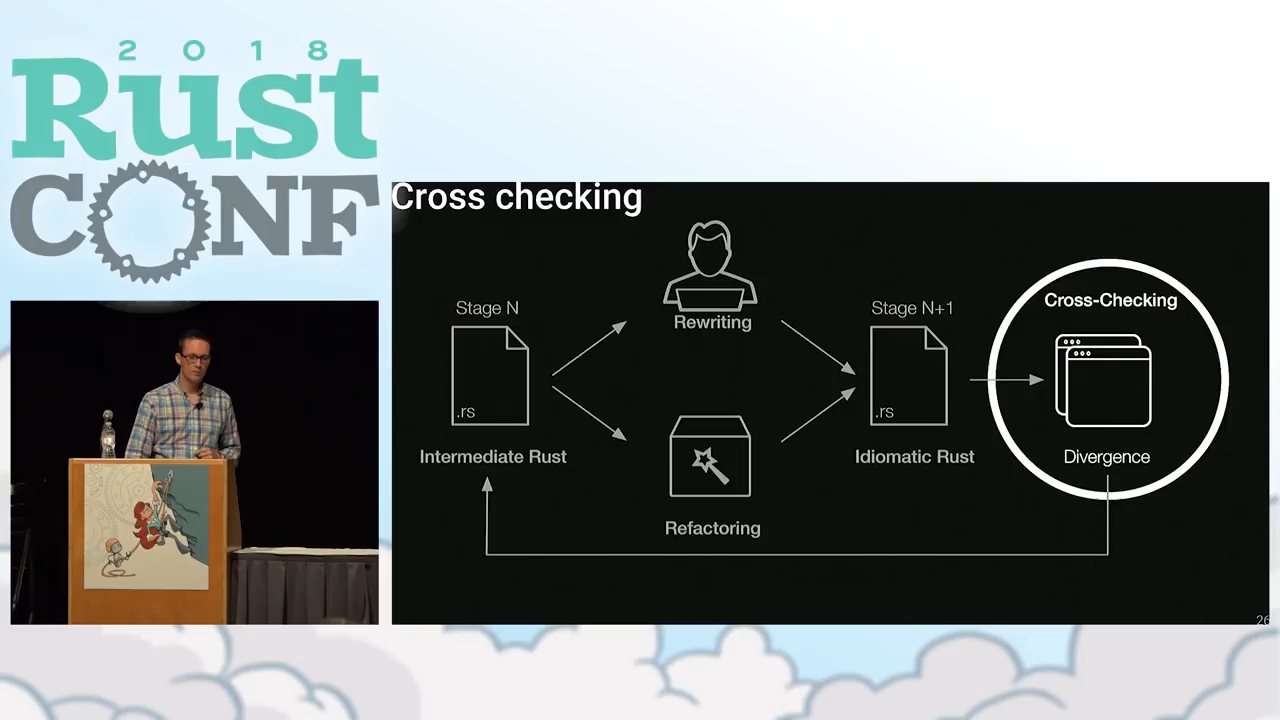 2018
Rust
CONF
Cross checking
Stage N
.rs
Intermediate Rust
Rewriting
Refactoring
Stage N+1
.rs
Idiomatic Rust
Cross-Checking
Divergence
26